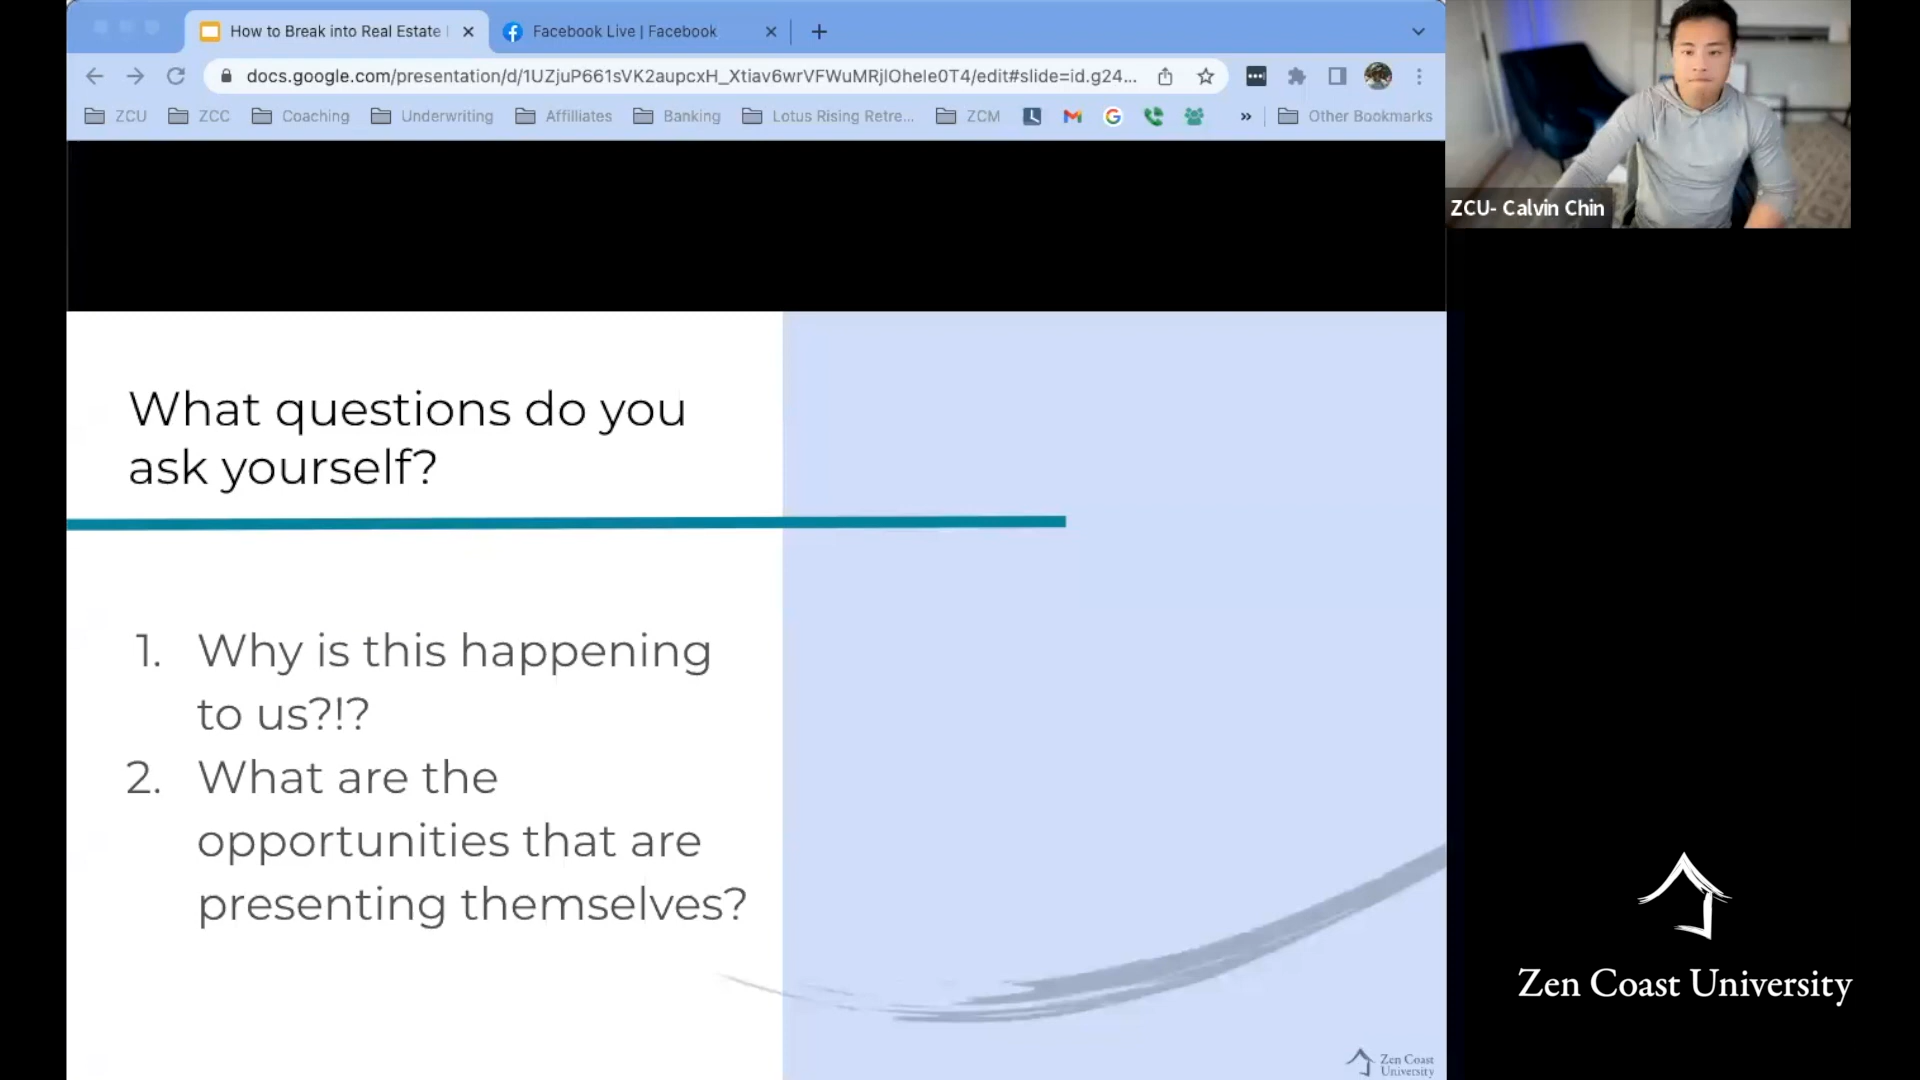 How to Break into Real Estate
Facebook Live | Facebook
docs.google.com/presentation/d/1UZjuP661sVK2aupcxH_Xtiav6wrVFWuMRjlOhele0T4/edit#slide=id.g24...
ZCU
ZCC
Coaching
Underwriting
Affiliates
Banking
Lotus Rising Retre...
ZCM
Other Bookmarks
ZCU- Calvin Chin
What questions do you
ask yourself?
1. Why is this happening
to us?!?
2. What are the
opportunities that are
presenting themselves?
Zen Coast University
Zen Coast
University